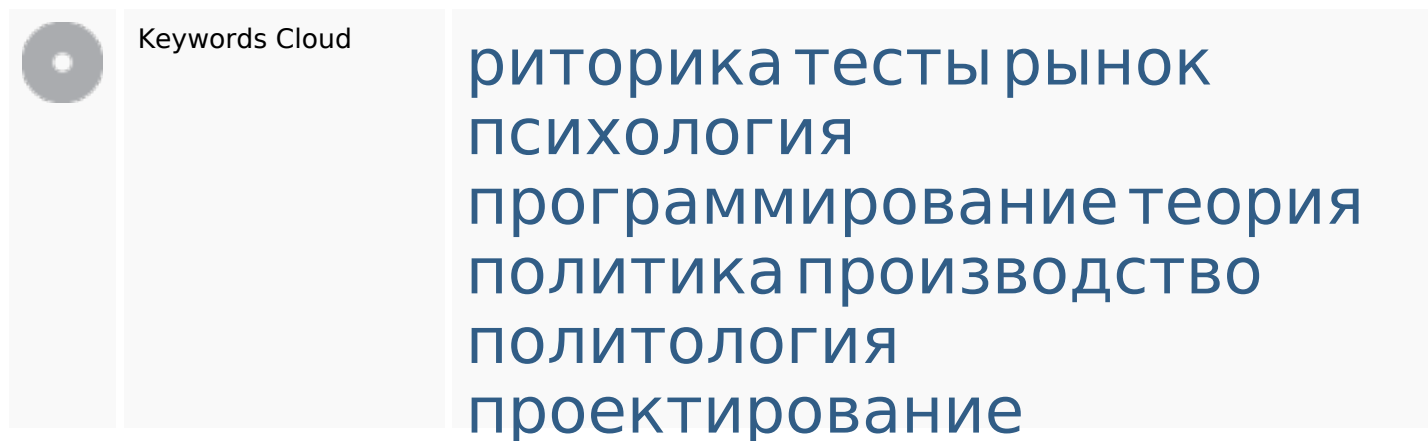 Keywords Cloud
риторика тесты рынок
психология
программирование теория
политика производство
политология
проектирование